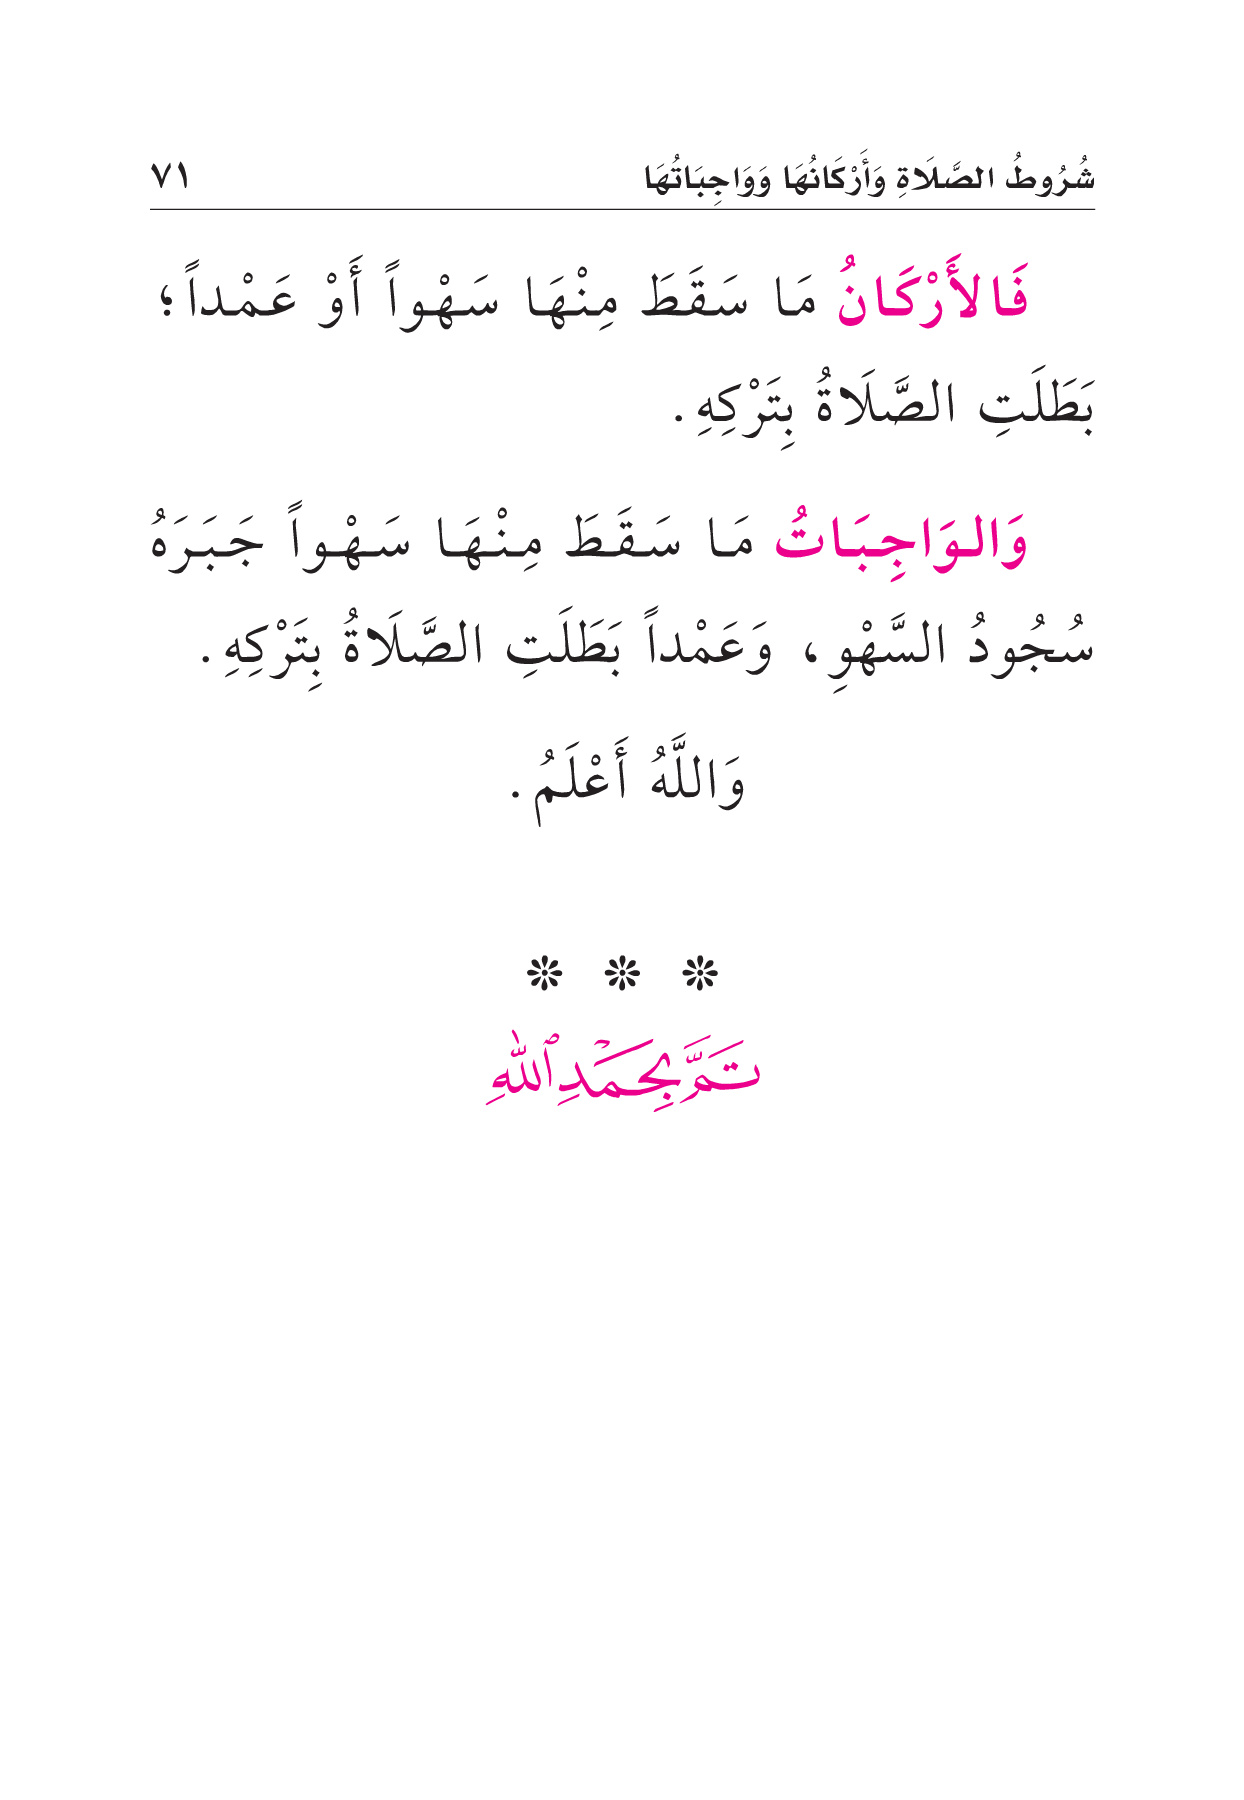 شُرُوطُ الصَّلَاةِ وَأَرْكَانُهَا وَوَاجِبَاتُهَا ٧١
فَالأَرْكَانُ مَا سَقَطَ مِنْهَا سَهْواً أَوْ عَمْداً؛
بَطَلَتِ الصَّلَاةُ بِتَرْكِهِ.
وَالوَاجِبَاتُ مَا سَقَطَ مِنْهَا سَهْواً جَبَرَهُ
سُجُودُ السَّهْوِ، وَعَمْداً بَطَلَتِ الصَّلَاةُ بِتَرْكِهِ.
وَاللَّهُ أَعْلَمُ.
تَمَّ بِحَمْدِ اللهِ